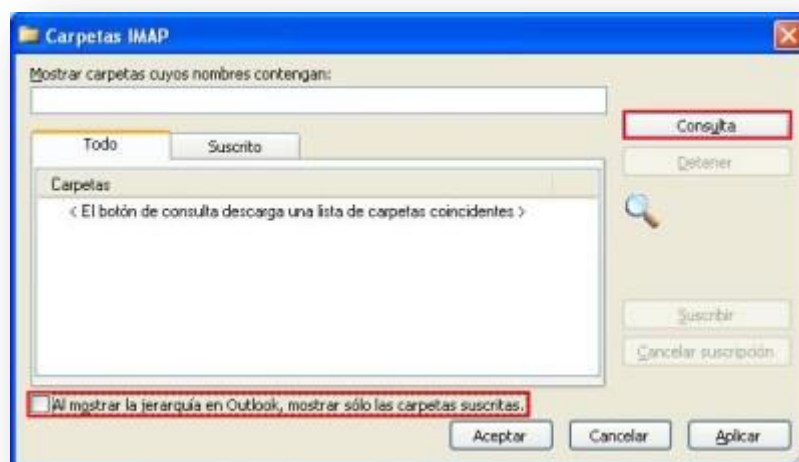 Carpetas IMAP
Mostrar carpetas cuyos nombres contengan:
Consulta
Todo Suscrito
Detener
Carpetas
< El botón de consulta descarga una lista de carpetas coincidentes >
Suscribir
Cancelar suscripción
Al mostrar la jerarquía en Outlook, mostrar sólo las carpetas suscritas.
Aceptar Cancelar Aplicar